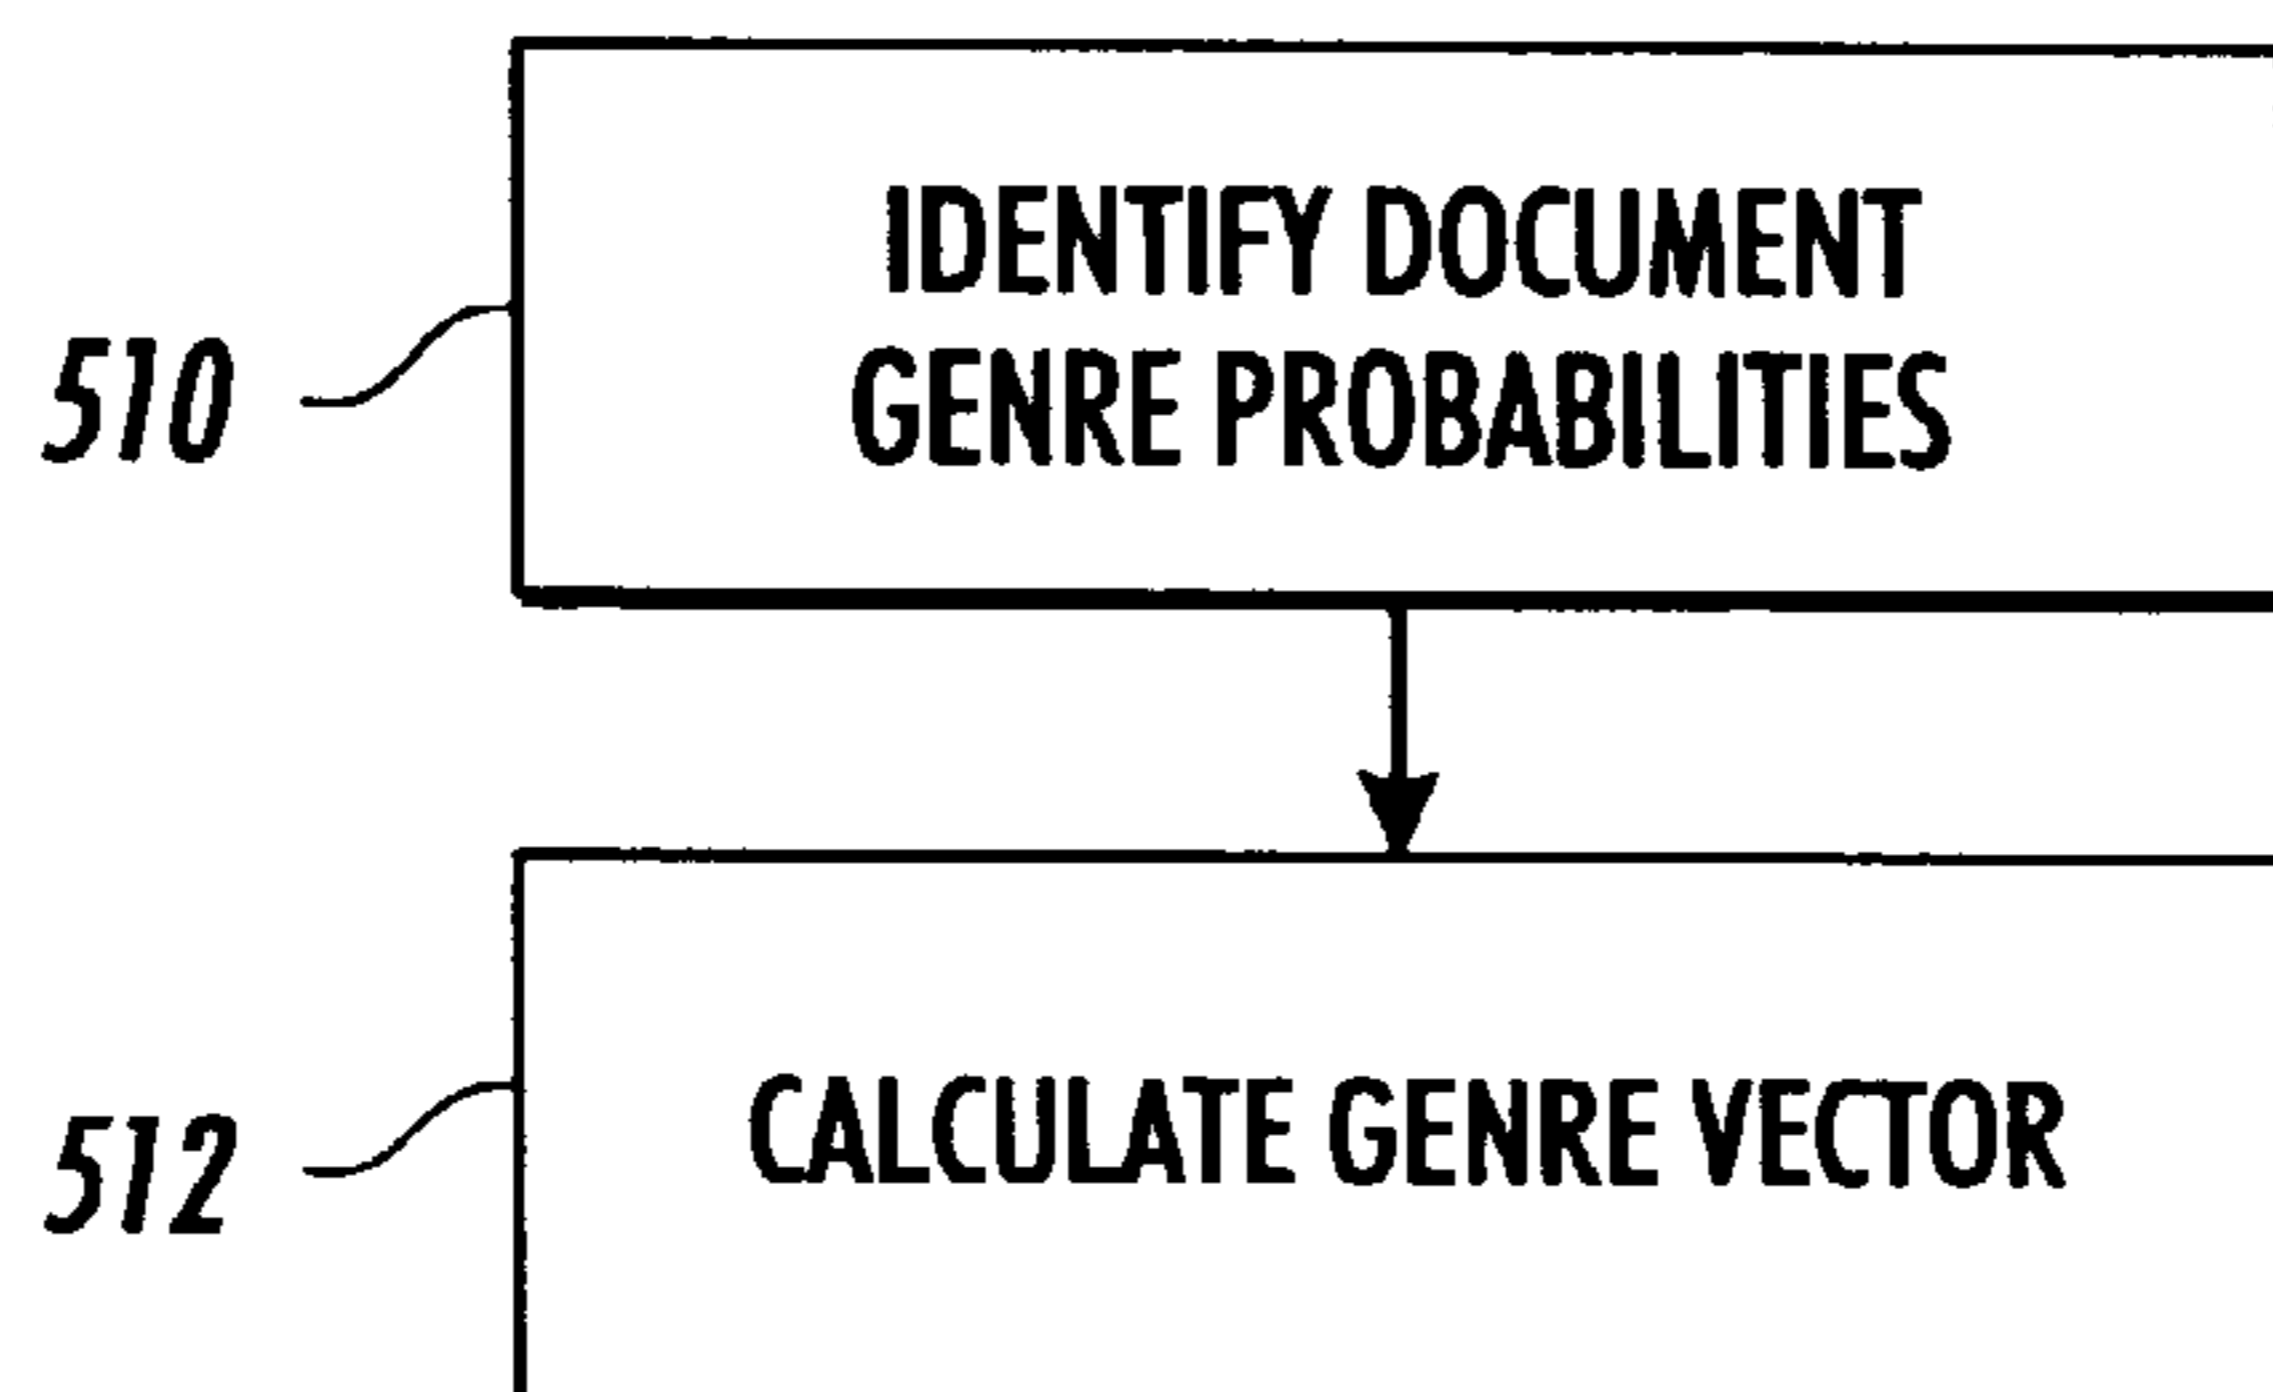 IDENTIFY DOCUMENT
GENRE PROBABILITIES
510
CALCULATE GENRE VECTOR
512